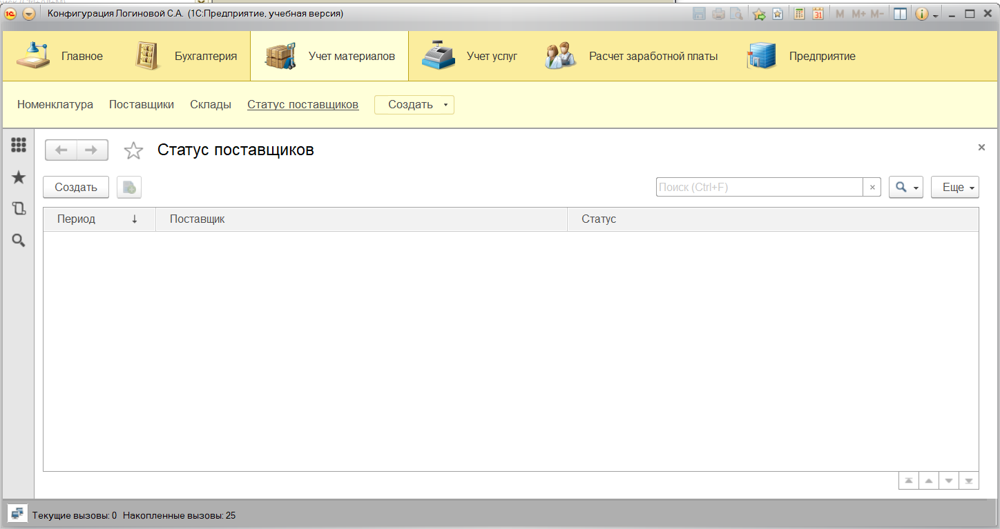 Конфигурация Логиновой С.А. (1С:Предприятие, учебная версия)
M M+ M-
31
Главное Бухгалтерия Учет материалов Учет услуг Расчет заработной платы Предприятие
Номенклатура Поставщики Склады Статус поставщиков Создать
Статус поставщиков
Создать Поиск (Ctrl+F) Еще
Период ↓ Поставщик Статус
Текущие вызовы: 0 Накопленные вызовы: 25